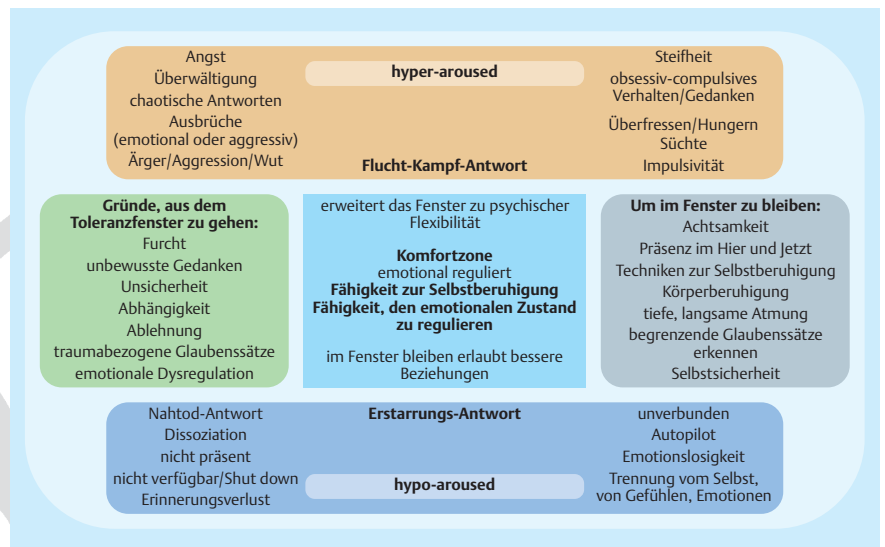 Angst
Überwältigung
chaotische Antworten
Ausbrüche
(emotional oder aggressiv)
Ärger/Aggression/Wut
hyper-aroused
Flucht-Kampf-Antwort
Steifheit
obsessiv-compulsives
Verhalten/Gedanken
Überfressen/Hungern
Süchte
Impulsivität
Gründe, aus dem
Toleranzfenster zu gehen:
Furcht
unbewusste Gedanken
Unsicherheit
Abhängigkeit
Ablehnung
traumabezogene Glaubenssätze
emotionale Dysregulation
erweitert das Fenster zu psychischer
Flexibilität
Komfortzone
emotional reguliert
Fähigkeit zur Selbstberuhigung
Fähigkeit, den emotionalen Zustand
zu regulieren
im Fenster bleiben erlaubt bessere
Beziehungen
Um im Fenster zu bleiben:
Achtsamkeit
Präsenz im Hier und Jetzt
Techniken zur Selbstberuhigung
Körperberuhigung
tiefe, langsame Atmung
begrenzende Glaubenssätze
erkennen
Selbstsicherheit
Nahtod-Antwort
Dissoziation
nicht präsent
nicht verfügbar/Shut down
Erinnerungsverlust
Erstarrungs-Antwort
hypo-aroused
unverbunden
Autopilot
Emotionslosigkeit
Trennung vom Selbst,
von Gefühlen, Emotionen